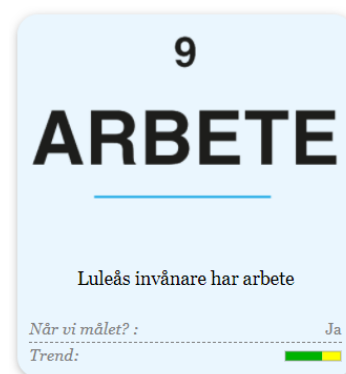 9
ARBETE
Luleås invånare har arbete
Når vi målet? : Ja
Trend: